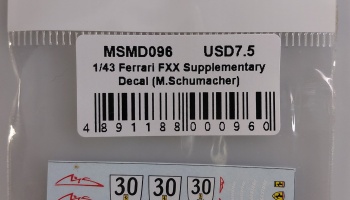 MSMD096 USD7.5
1/43 Ferrari FXX Supplementary
Decal (M.Schumacher)
4 891188 000960
30 30 30